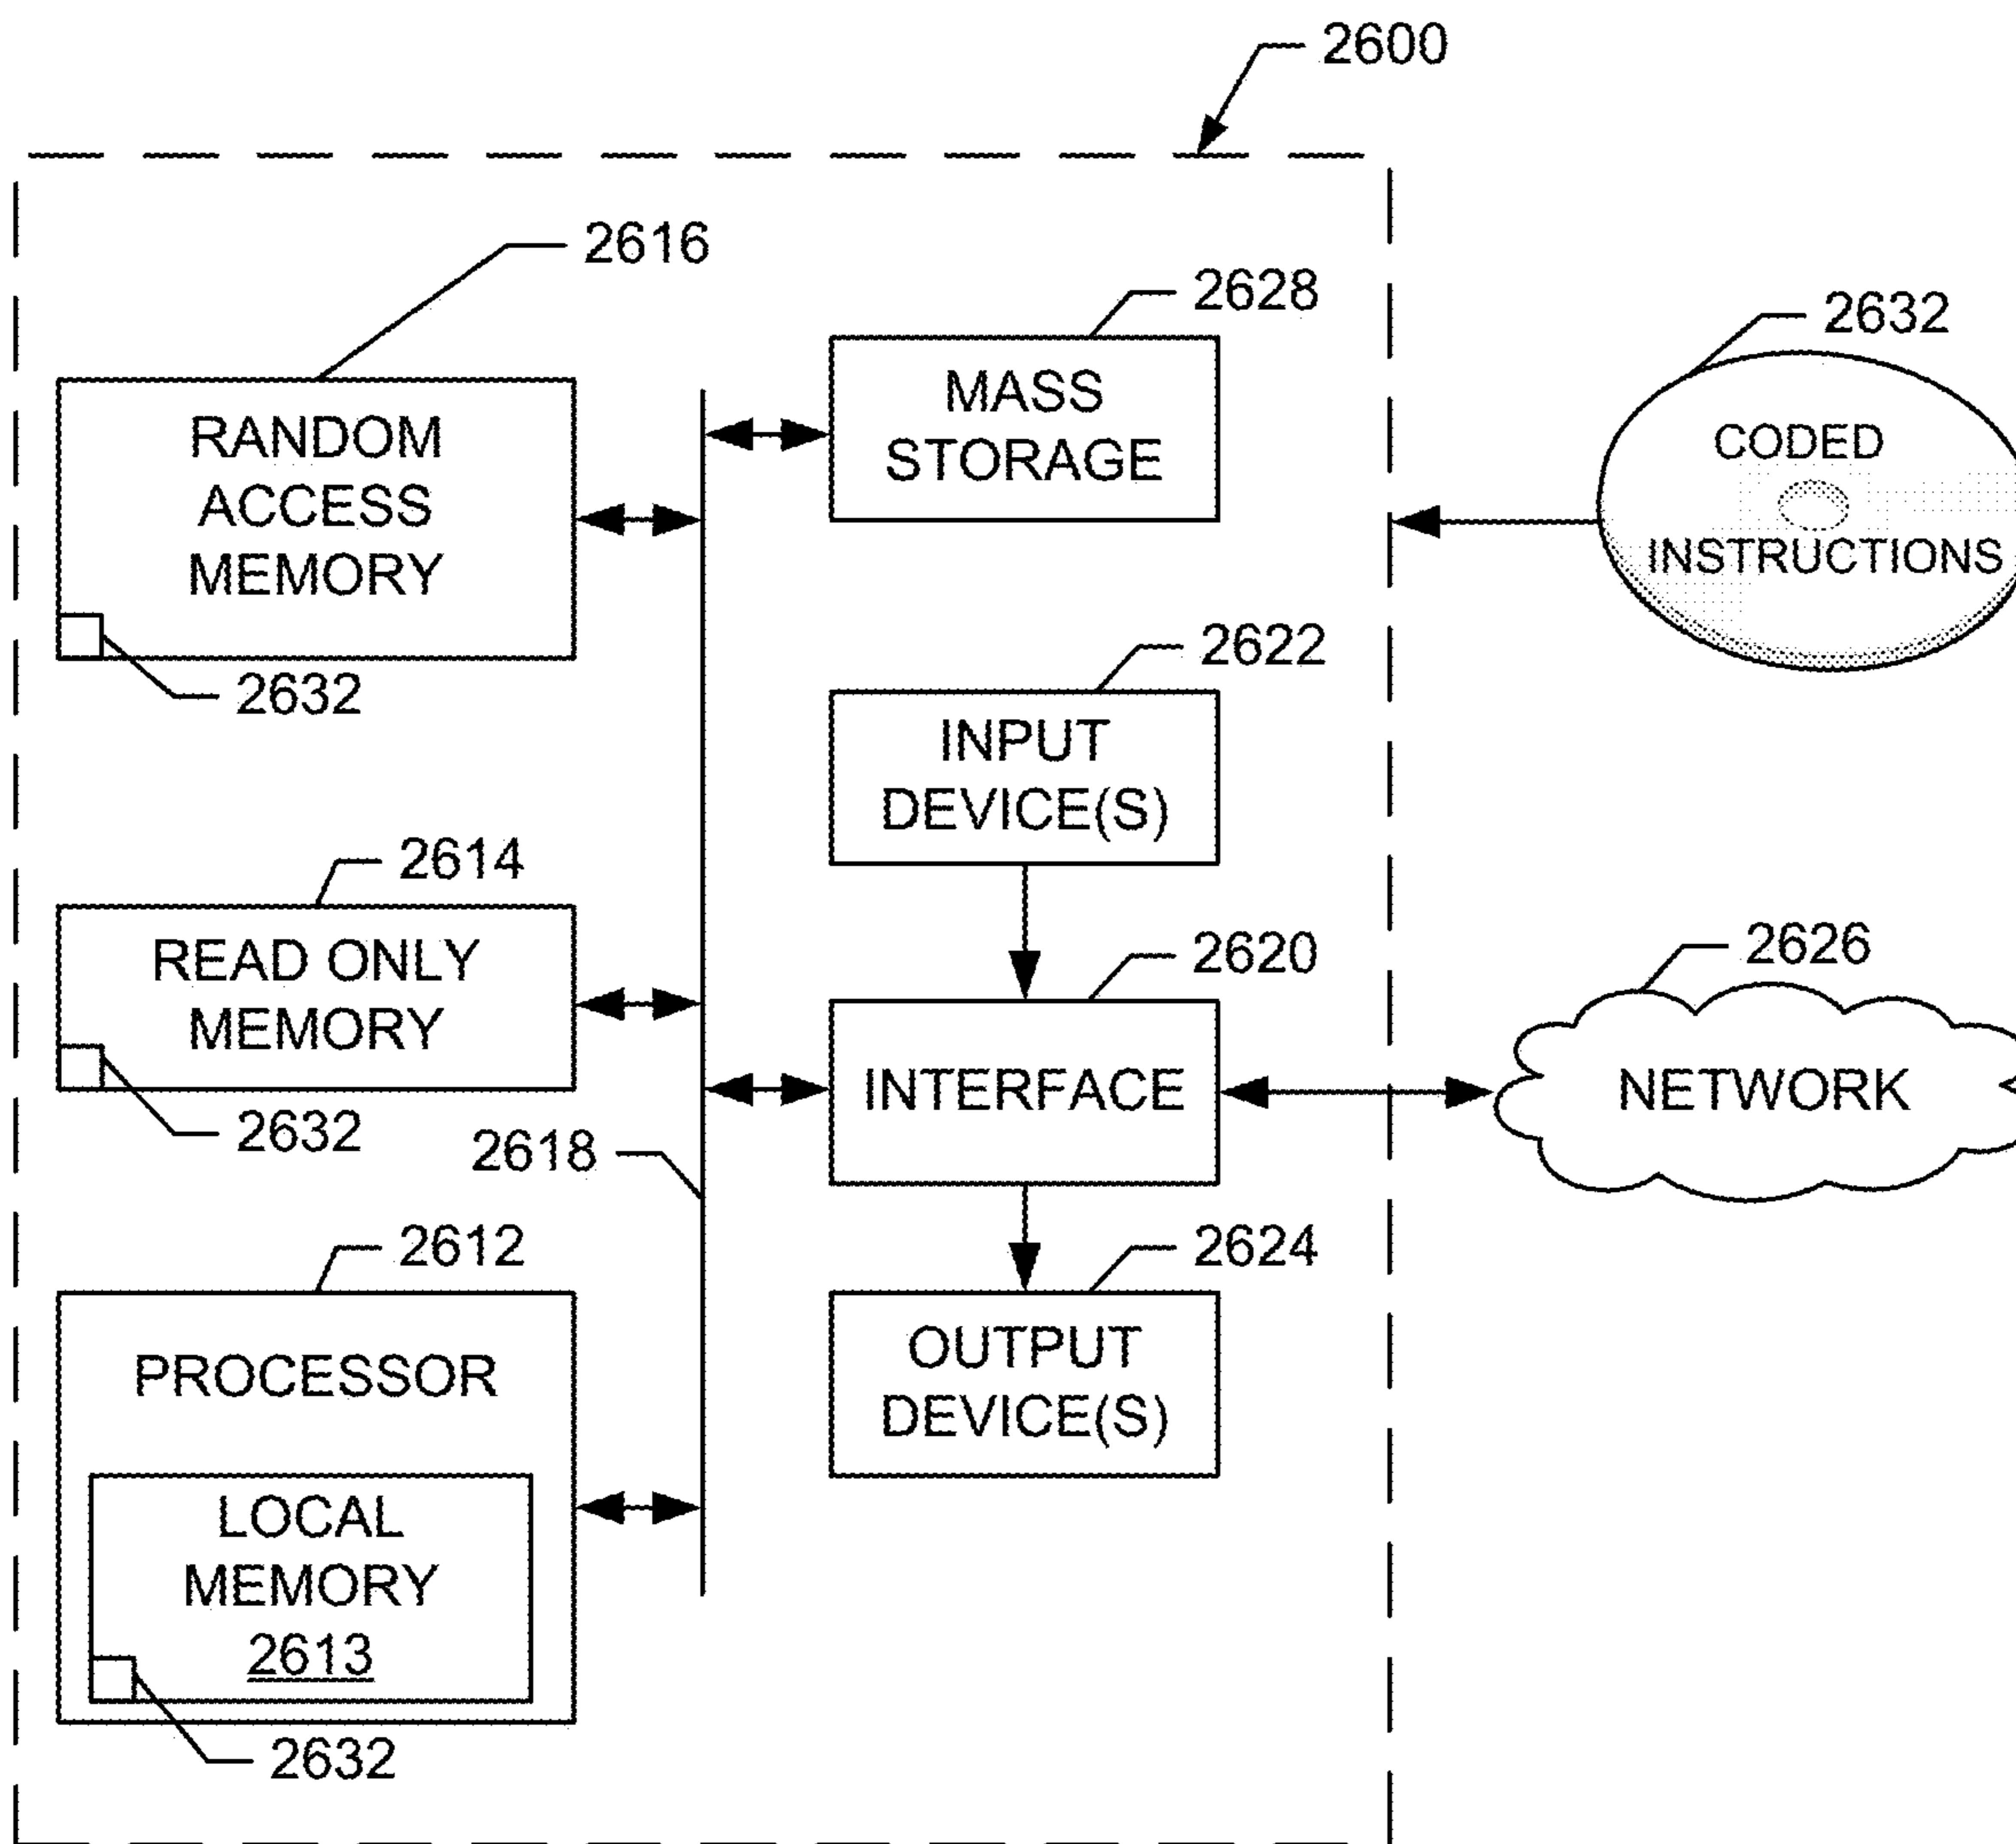 2600
2616
2628
2632
RANDOM
ACCESS
MEMORY
MASS
STORAGE
CODED
INSTRUCTIONS
2632
2622
INPUT
DEVICE(S)
2614
READ ONLY
MEMORY
2620
2626
INTERFACE
NETWORK
2632
2618
2612
2624
PROCESSOR
OUTPUT
DEVICE(S)
LOCAL
MEMORY
2613
2632